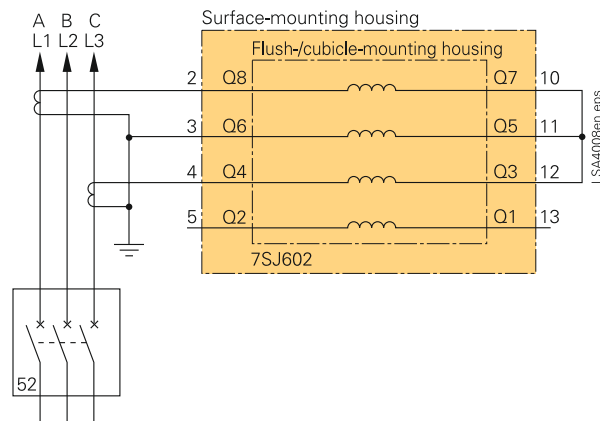 Surface-mounting housing
A B C
L1 L2 L3
Flush-/cubicle-mounting housing
2 Q8 Q7 10
3 Q6 Q5 11
4 Q4 Q3 12
5 Q2 Q1 13
7SJ602
52
LSA4008en.eps